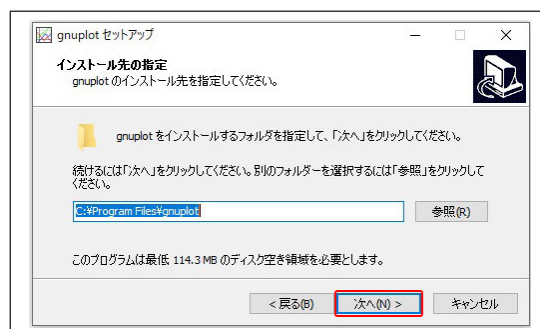 gnuplot セットアップ
インストール先の指定
gnuplot のインストール先を指定してください。
gnuplot をインストールするフォルダを指定して、「次へ」をクリックしてください。
続けるには「次へ」をクリックしてください。別のフォルダーを選択するには「参照」をクリックして
ください。
C:¥Program Files¥gnuplot
参照(R)
このプログラムは最低 114.3 MB のディスク空き領域を必要とします。
< 戻る(B)
次へ(N) >
キャンセル